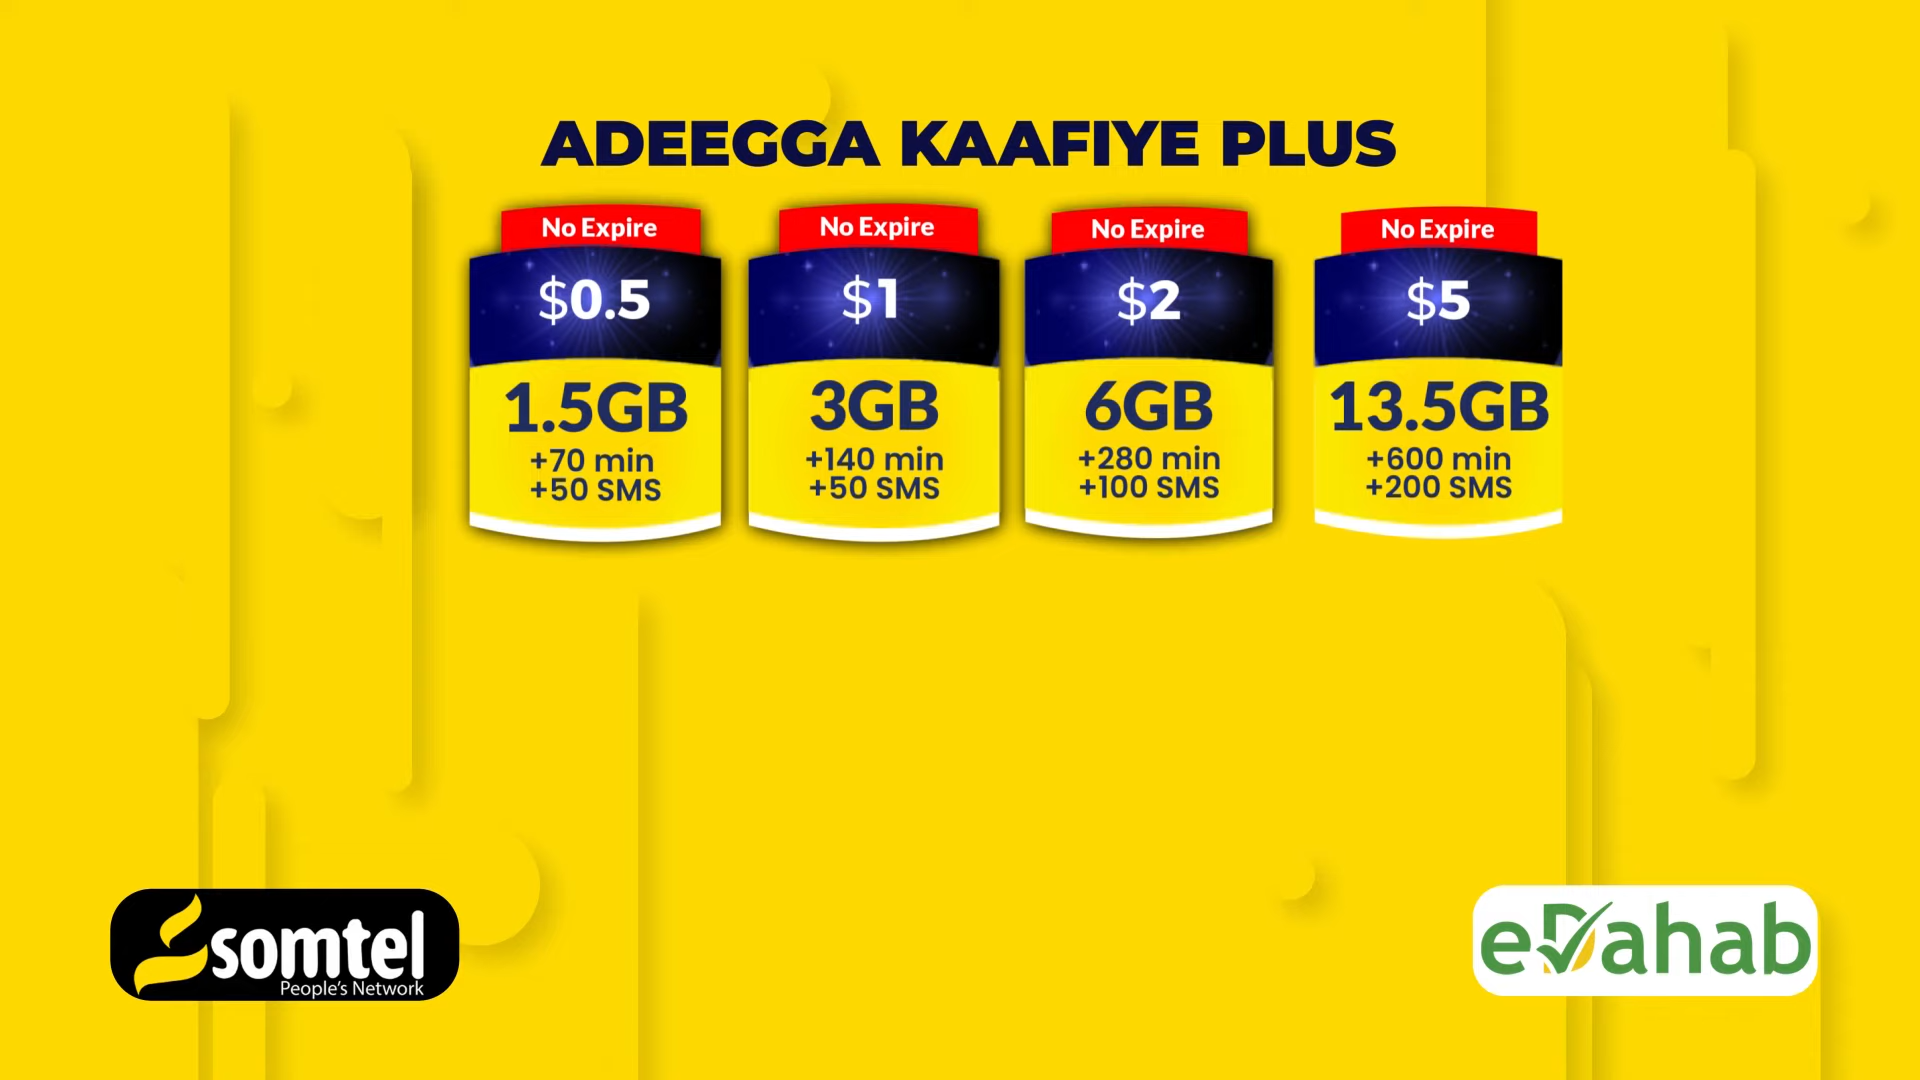 ADEEGGA KAAFIYE PLUS
No Expire
$0.5
1.5GB
+70 min
+50 SMS
No Expire
$1
3GB
+140 min
+50 SMS
No Expire
$2
6GB
+280 min
+100 SMS
No Expire
$5
13.5GB
+600 min
+200 SMS
somtel
People's Network
eDahab